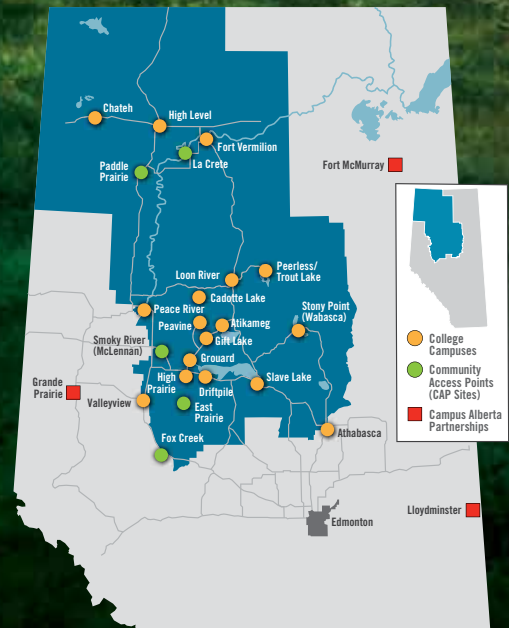 Chateh
High Level
Fort Vermilion
La Crete
Paddle
Prairie
Fort McMurray
Peerless/
Trout Lake
Loon River
Cadotte Lake
Stony Point
(Wabasca)
Peace River
Peavine
Atikameg
Gift Lake
Smoky River
(McLennan)
Grouard
High
Prairie
Driftpile
Slave Lake
Grande
Prairie
Valleyview
East
Prairie
Athabasca
Fox Creek
Edmonton
Lloydminster
College
Campuses
Community
Access Points
(CAP Sites)
Campus Alberta
Partnerships